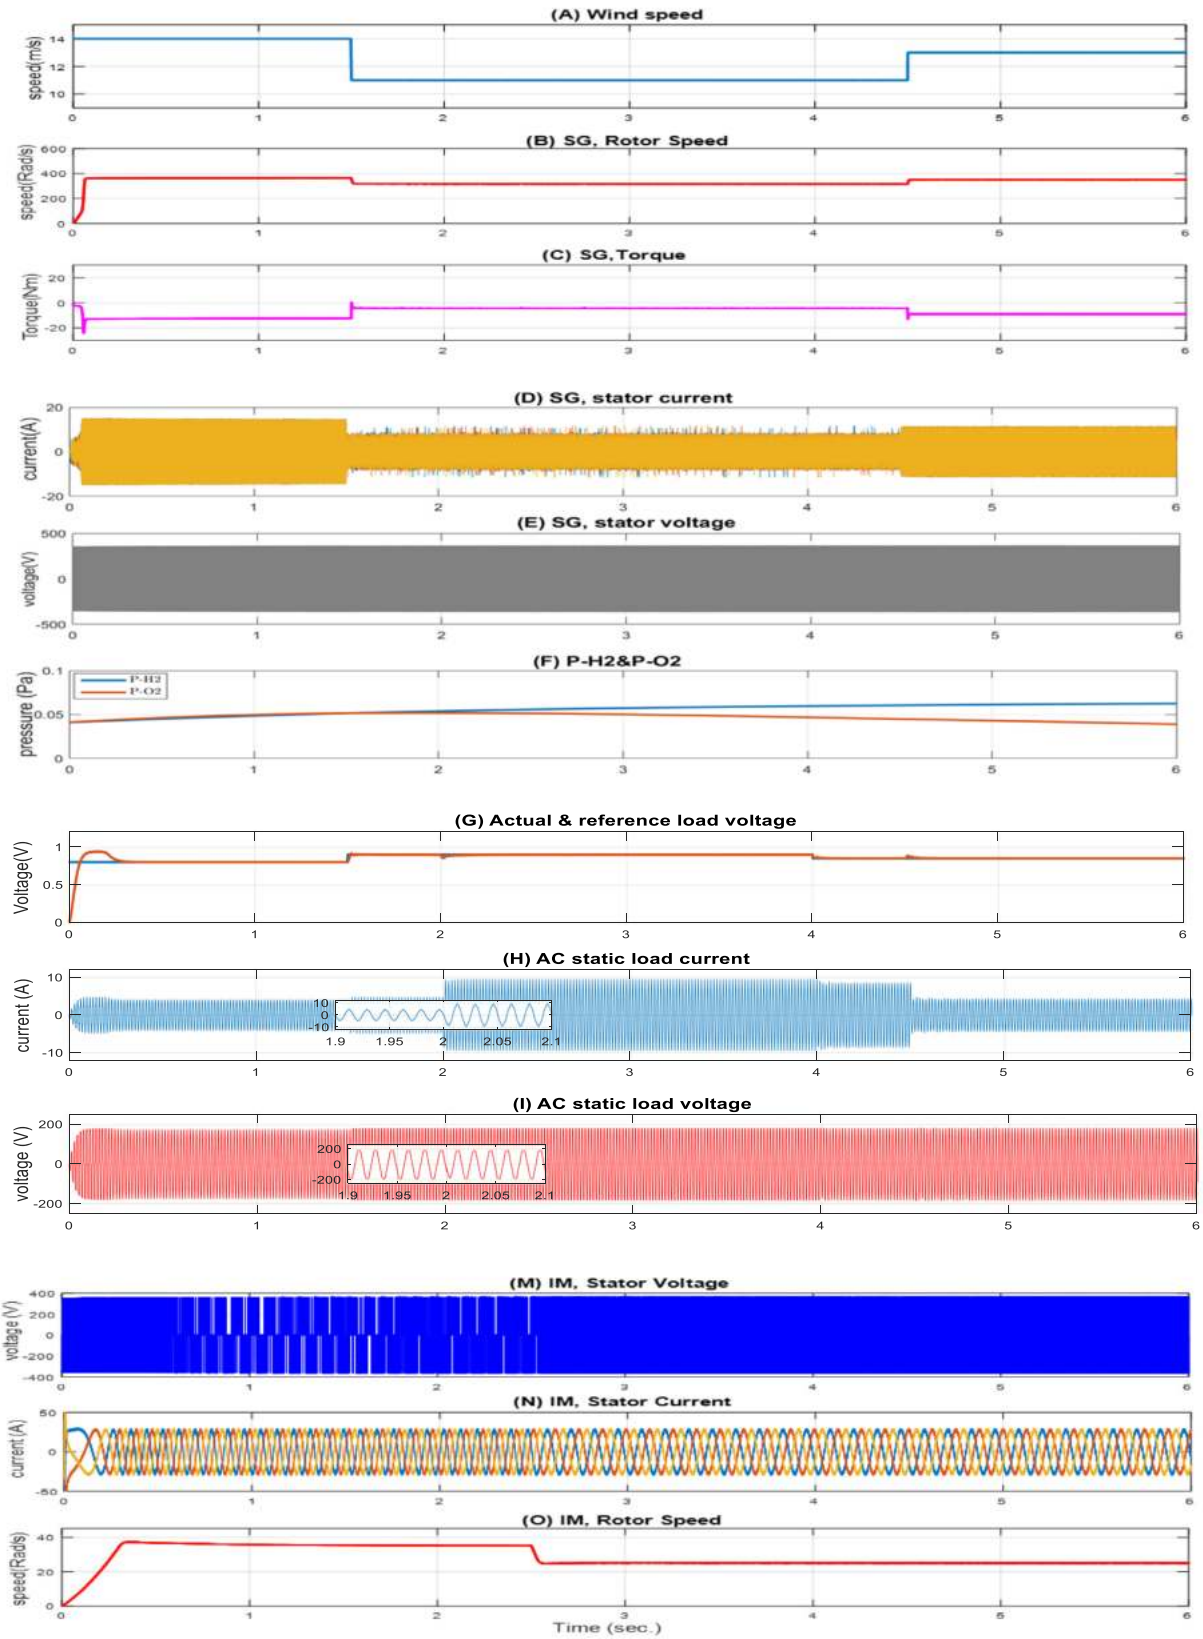 (A) Wind speed
speed(m/s)
14
12
10
0 1 2 3 4 5 6
(B) SG, Rotor Speed
speed(Rad/s)
600
400
200
0
0 1 2 3 4 5 6
(C) SG,Torque
Torque(Nm)
20
0
-20
0 1 2 3 4 5 6
(D) SG, stator current
current(A)
20
0
-20
0 1 2 3 4 5 6
(E) SG, stator voltage
voltage(V)
500
0
-500
0 1 2 3 4 5 6
(F) P-H2&P-O2
pressure (Pa)
0.1
0.05
0
P-H2
P-O2
0 1 2 3 4 5 6
(G) Actual & reference load voltage
Voltage(V)
1
0.5
0
0 1 2 3 4 5 6
(H) AC static load current
current (A)
10
0
-10
10
0
-10
1.9 1.95 2 2.05 2.1
0 1 2 3 4 5 6
(I) AC static load voltage
voltage (V)
200
0
-200
200
0
-200
1.9 1.95 2 2.05 2.1
0 1 2 3 4 5 6
(M) IM, Stator Voltage
voltage (V)
400
200
0
-200
-400
0 1 2 3 4 5 6
(N) IM, Stator Current
current (A)
50
0
-50
0 1 2 3 4 5 6
(O) IM, Rotor Speed
speed(Rad/s)
40
20
0
0 1 2 3 4 5 6
Time (sec.)